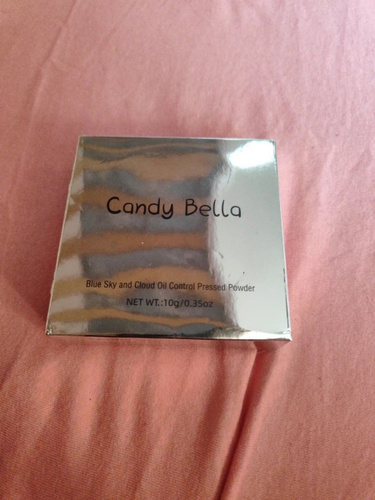 Candy Bella
Blue Sky and Cloud Oil Control Pressed Powder
NET WT.:10g/0.35oz